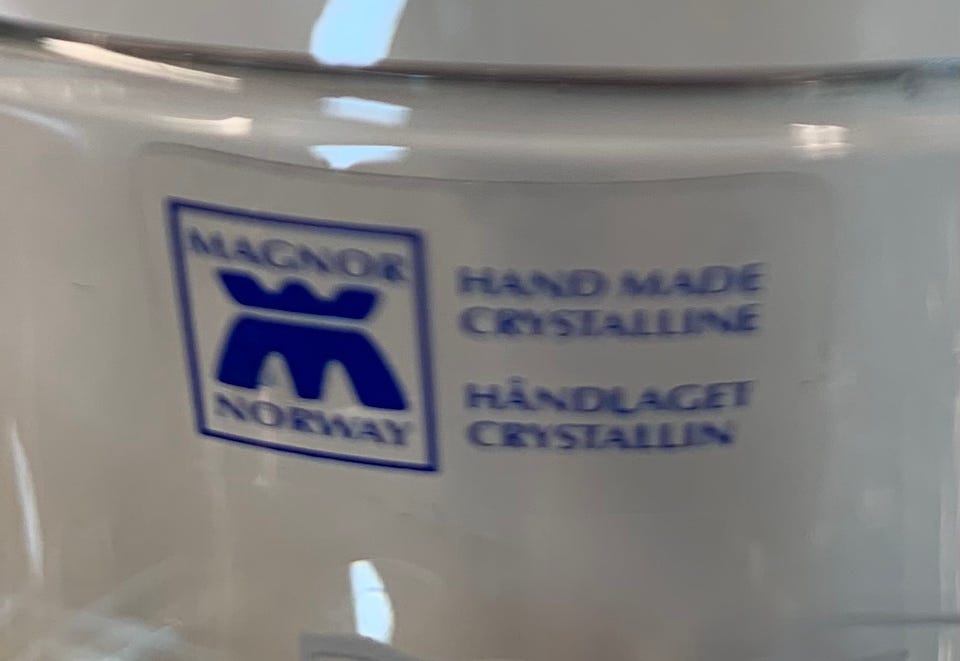 MAGNOR
NORWAY
HAND MADE
CRYSTALLINE
HÅNDLAGET
CRYSTALLIN